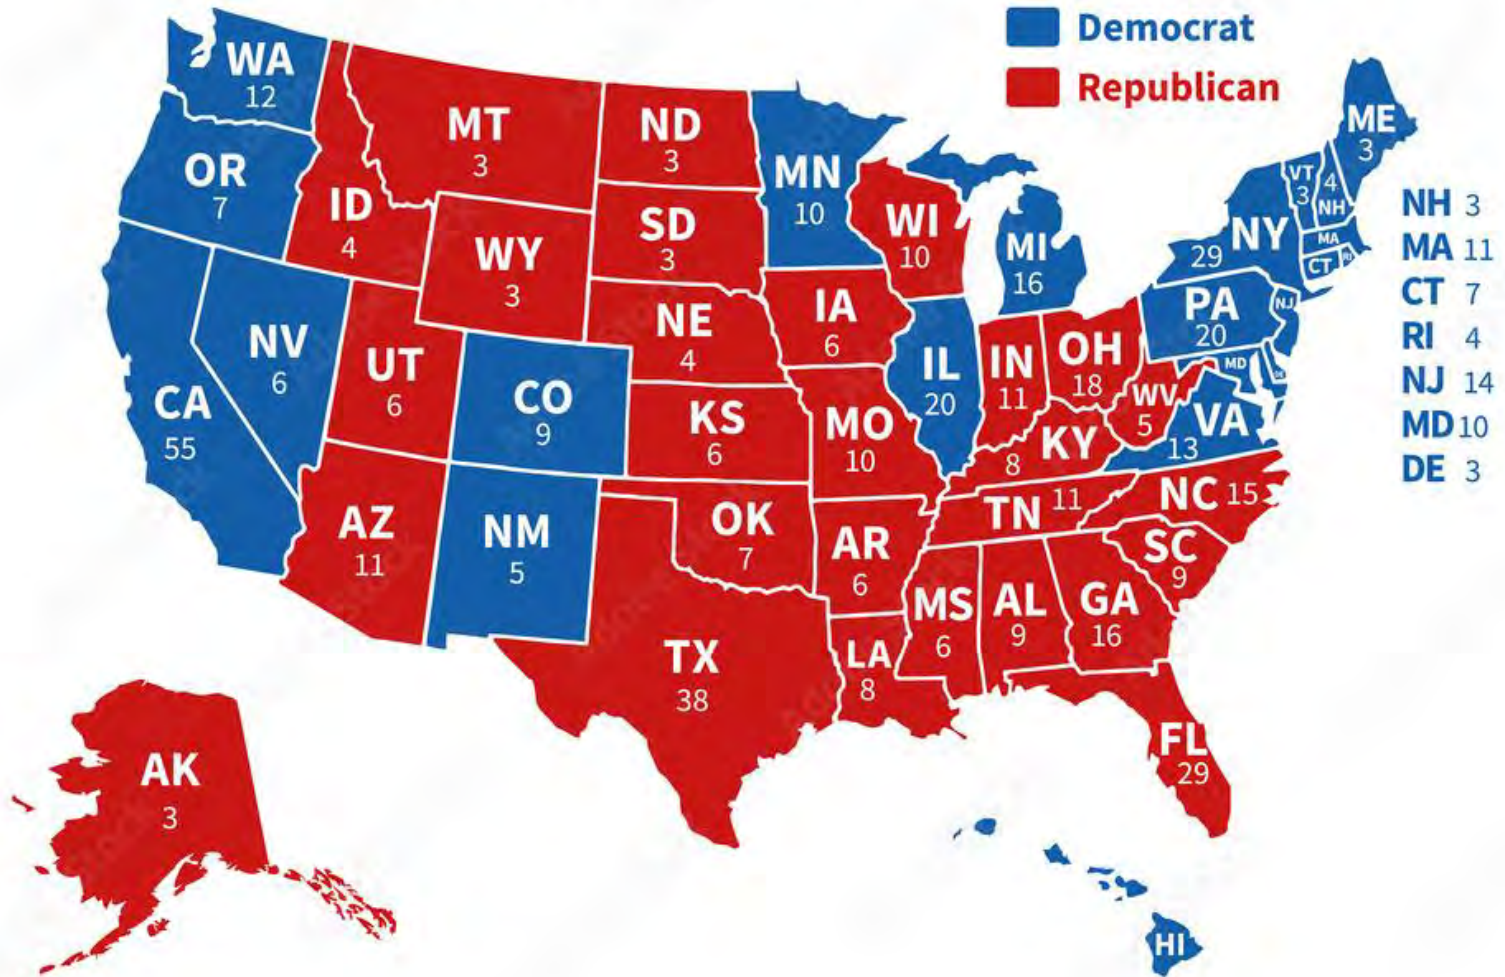 Democrat
Republican
WA
12
OR
7
CA
55
NV
6
ID
4
MT
3
WY
3
UT
6
AZ
11
CO
9
NM
5
ND
3
SD
3
NE
4
KS
6
OK
7
TX
38
MN
10
IA
6
MO
10
AR
6
LA
8
WI
10
IL
20
MI
16
IN
11
OH
18
KY
8
TN 11
MS
6
AL
9
GA
16
FL
29
SC
9
NC 15
VA
13
WV
5
PA
20
NY
29
VT
3
4
NH
ME
3
MA
CT
RI
NJ
MD
DE
NH 3
MA 11
CT 7
RI 4
NJ 14
MD 10
DE 3
AK
3
HI